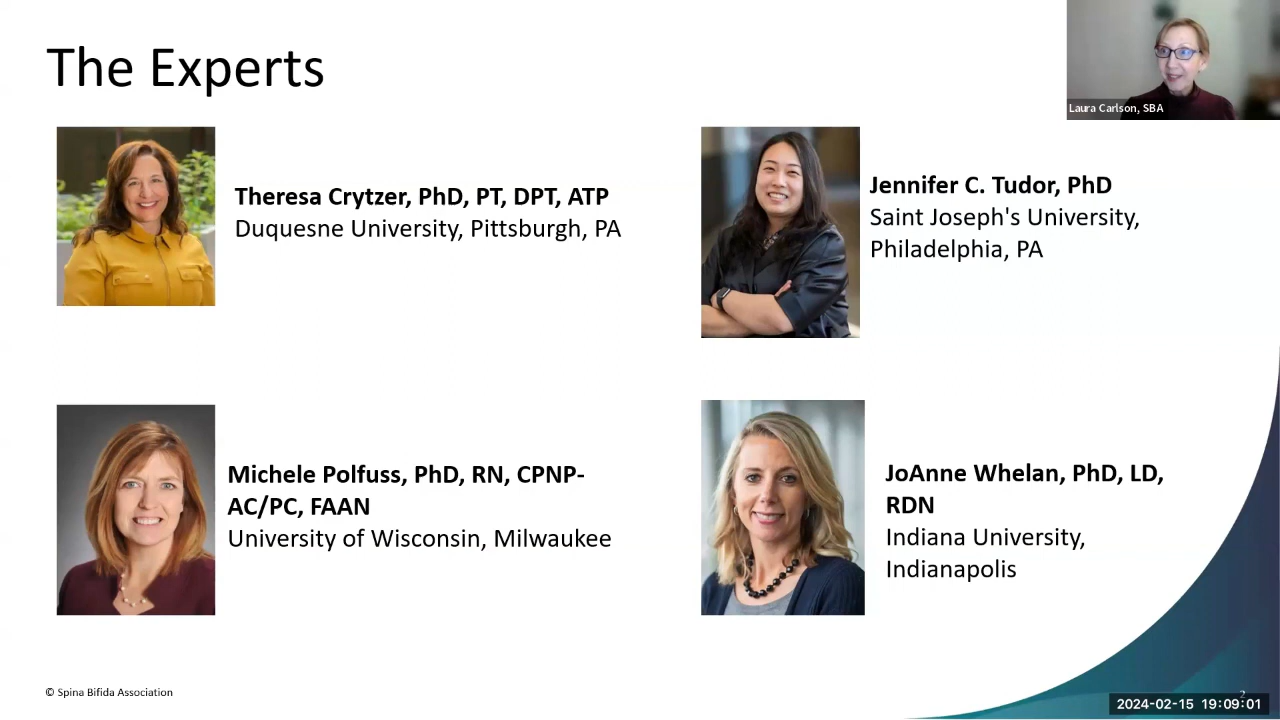 The Experts
Laura Carlson, SBA
Theresa Crytzer, PhD, PT, DPT, ATP
Duquesne University, Pittsburgh, PA
Jennifer C. Tudor, PhD
Saint Joseph's University,
Philadelphia, PA
Michele Polfuss, PhD, RN, CPNP-
AC/PC, FAAN
University of Wisconsin, Milwaukee
JoAnne Whelan, PhD, LD,
RDN
Indiana University,
Indianapolis
© Spina Bifida Association
2
2024-02-15 19:09:01